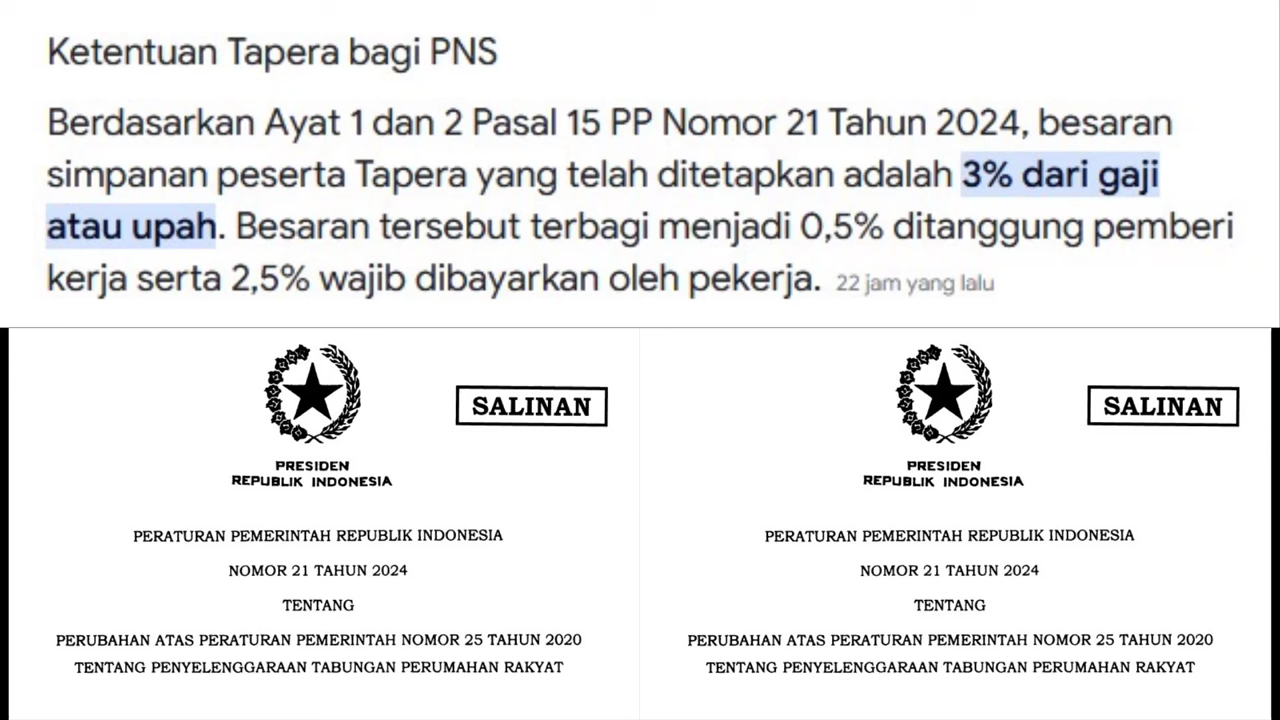 Ketentuan Tapera bagi PNS
Berdasarkan Ayat 1 dan 2 Pasal 15 PP Nomor 21 Tahun 2024, besaran
simpanan peserta Tapera yang telah ditetapkan adalah 3% dari gaji
atau upah. Besaran tersebut terbagi menjadi 0,5% ditanggung pemberi
kerja serta 2,5% wajib dibayarkan oleh pekerja. 22 jam yang lalu
SALINAN
PRESIDEN
REPUBLIK INDONESIA
PERATURAN PEMERINTAH REPUBLIK INDONESIA
NOMOR 21 TAHUN 2024
TENTANG
PERUBAHAN ATAS PERATURAN PEMERINTAH NOMOR 25 TAHUN 2020
TENTANG PENYELENGGARAAN TABUNGAN PERUMAHAN RAKYAT
SALINAN
PRESIDEN
REPUBLIK INDONESIA
PERATURAN PEMERINTAH REPUBLIK INDONESIA
NOMOR 21 TAHUN 2024
TENTANG
PERUBAHAN ATAS PERATURAN PEMERINTAH NOMOR 25 TAHUN 2020
TENTANG PENYELENGGARAAN TABUNGAN PERUMAHAN RAKYAT